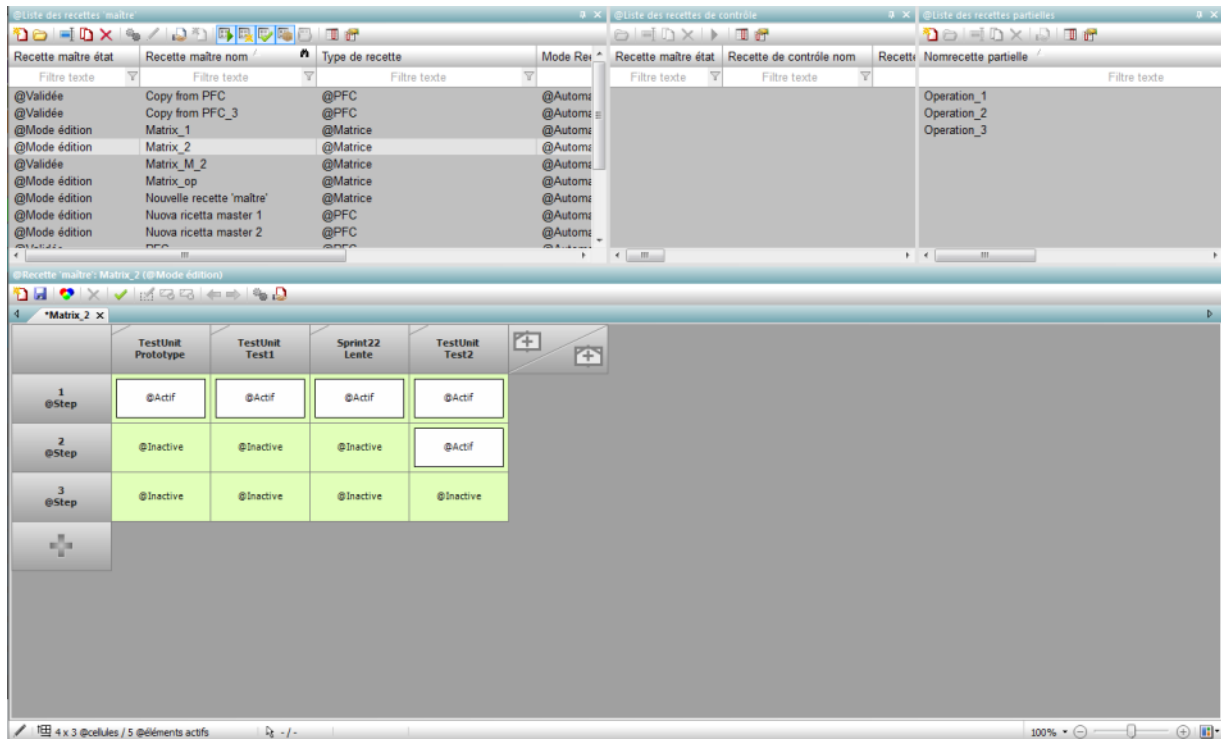 @Liste des recettes 'maître'
@Liste des recettes de contrôle
@Liste des recettes partielles
Recette maître état Recette maître nom Type de recette Mode Rec
Filtre texte Filtre texte Filtre texte
@Validée Copy from PFC @PFC @Automa
@Validée Copy from PFC_3 @PFC @Automa
@Mode édition Matrix_1 @Matrice @Automa
@Mode édition Matrix_2 @Matrice @Automa
@Validée Matrix_M_2 @Matrice @Automa
@Mode édition Matrix_op @Matrice @Automa
@Mode édition Nouvelle recette 'maître' @Matrice @Automa
@Mode édition Nuova ricetta master 1 @PFC @Automa
@Mode édition Nuova ricetta master 2 @PFC @Automa
Recette maître état Recette de contrôle nom Recette
Filtre texte Filtre texte
Nomrecette partielle
Filtre texte
Operation_1
Operation_2
Operation_3
@Recette 'maître': Matrix_2 (@Mode édition)
*Matrix_2 X
TestUnit Prototype
TestUnit Test1
Sprint22 Lente
TestUnit Test2
1 @Step @Actif @Actif @Actif @Actif
2 @Step @Inactive @Inactive @Inactive @Actif
3 @Step @Inactive @Inactive @Inactive @Inactive
4 x 3 @cellules / 5 @éléments actifs - / -
100%